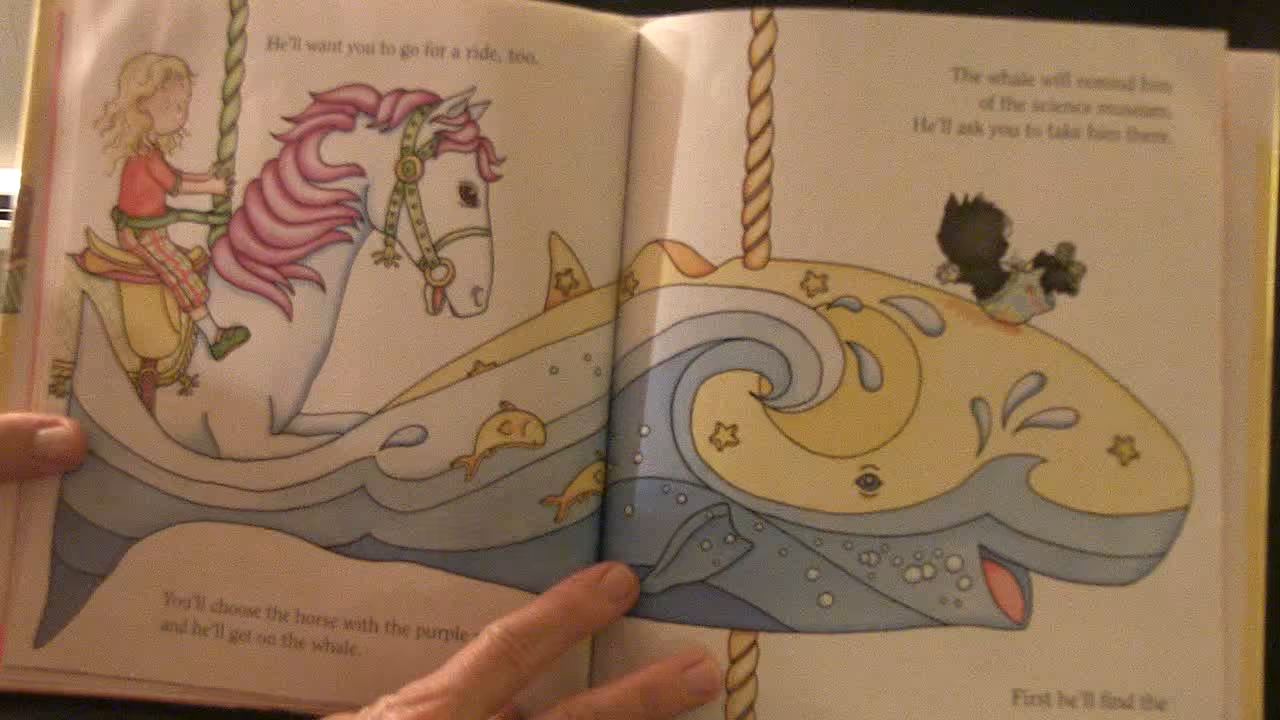 He'll want you to go for a ride, too.
You'll choose the horse with the purple
and he'll get on the whale.
The whale will remind him
of the science museum.
He'll ask you to take him there.
First he'll find the